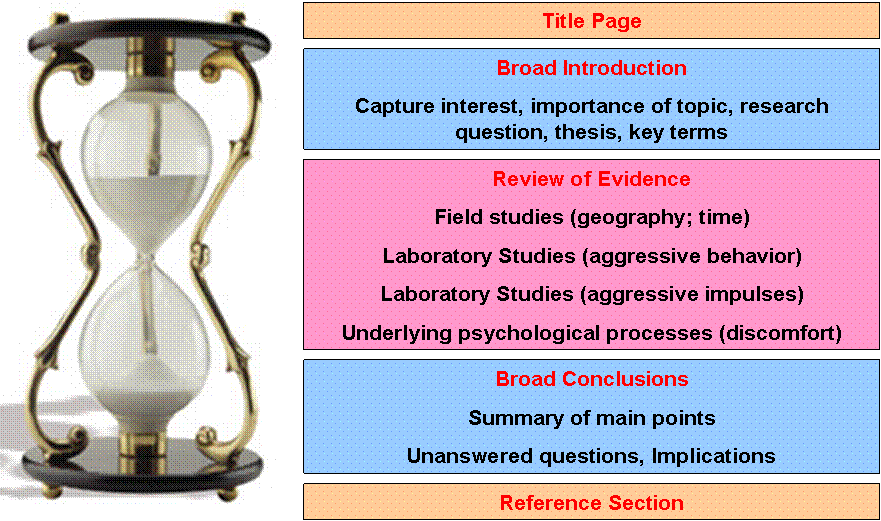 Title Page
Broad Introduction
Capture interest, importance of topic, research
question, thesis, key terms
Review of Evidence
Field studies (geography; time)
Laboratory Studies (aggressive behavior)
Laboratory Studies (aggressive impulses)
Underlying psychological processes (discomfort)
Broad Conclusions
Summary of main points
Unanswered questions, Implications
Reference Section